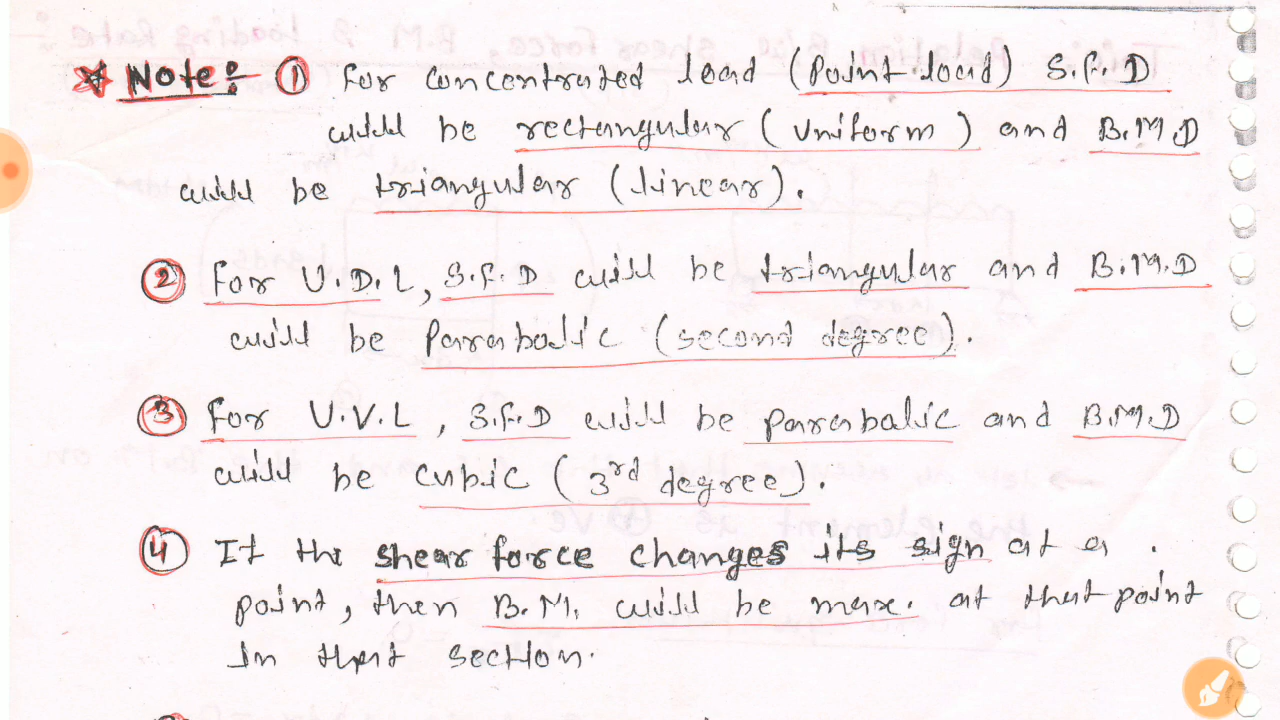 Note: ① For concentrated load (Point load) S.F.D
will be rectangular (Uniform) and B.M.D
will be triangular (linear).
② For U.D.L, S.F.D will be triangular and B.M.D
will be Parabolic (second degree).
③ For U.V.L, S.F.D will be parabolic and B.M.D
will be cubic (3rd degree).
④ If the shear force changes its sign at a .
point, then B.M. will be max. at that point
in that section.